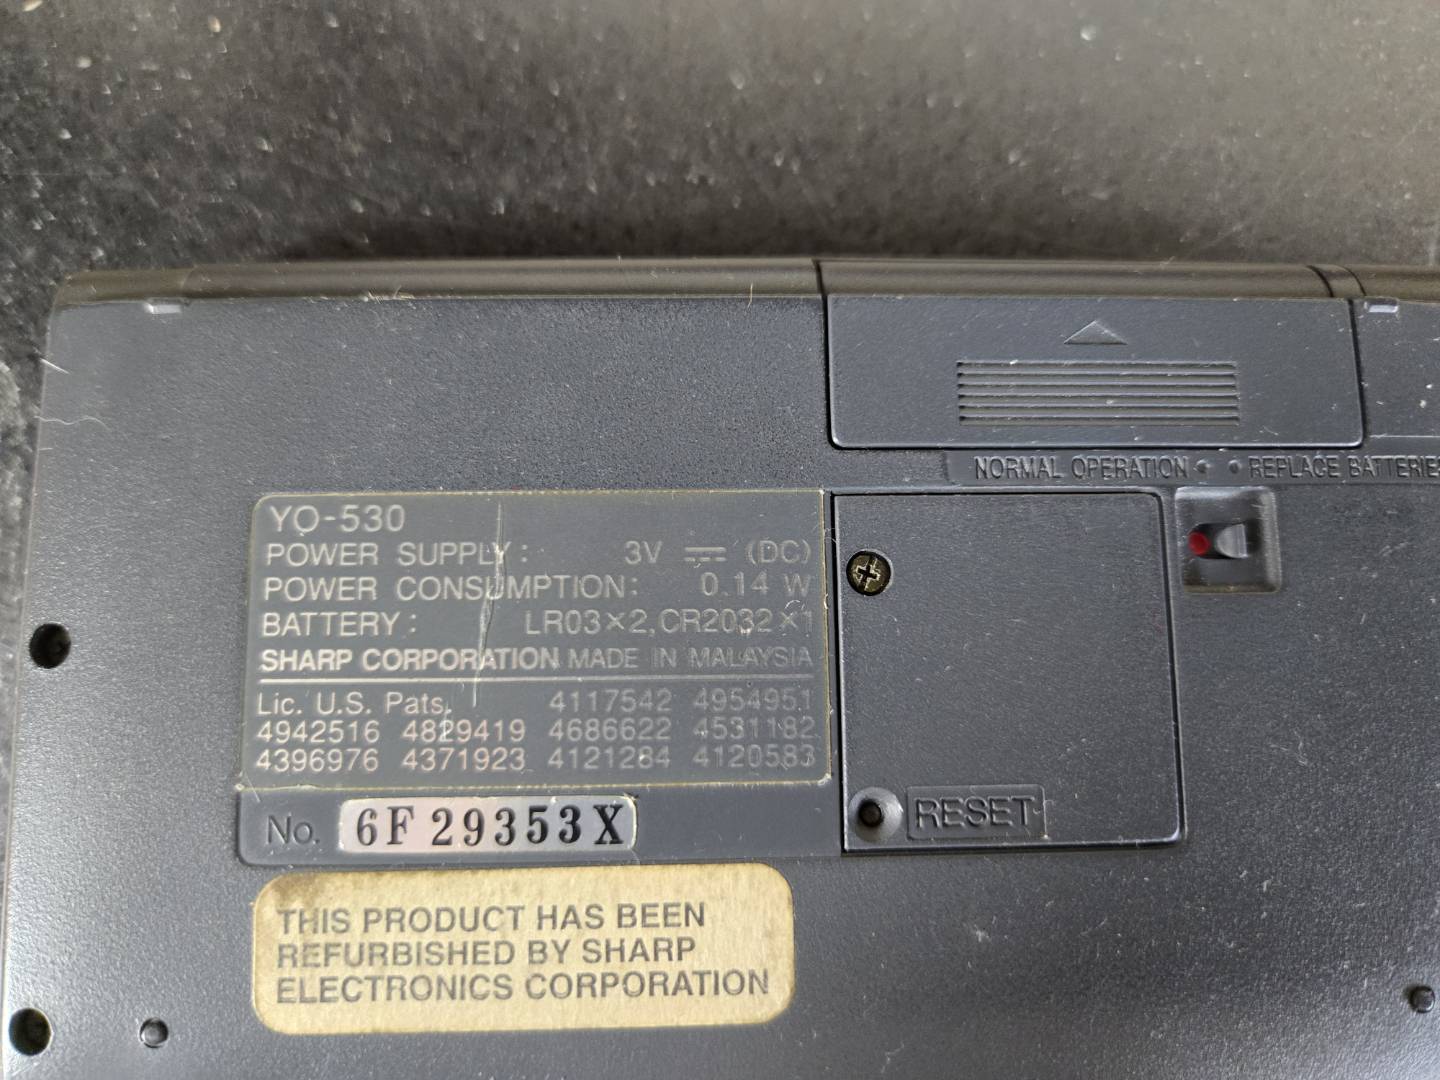 NORMAL OPERATION REPLACE BATTERIES
YO-530
POWER SUPPLY: 3V ⎓ (DC)
POWER CONSUMPTION: 0.14 W
BATTERY: LR03×2, CR2032×1
SHARP CORPORATION MADE IN MALAYSIA
Lic. U.S. Pats. 4117542 4954951
4942516 4829419 4686622 4531182
4396976 4371923 4121284 4120583
No. 6F29353X
RESET
THIS PRODUCT HAS BEEN
REFURBISHED BY SHARP
ELECTRONICS CORPORATION